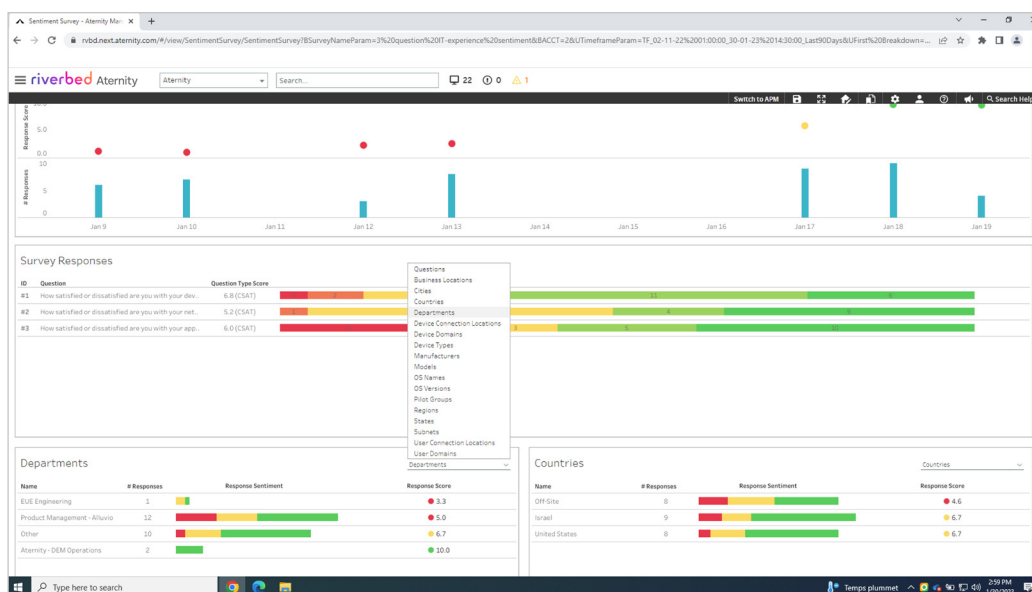 Sentiment Survey - Aternity Man
rvbd.next.aternity.com/#/view/SentimentSurvey/SentimentSurvey?BSurveyNameParam=3%20question%20IT-experience%20sentiment&BACCT=2&UTimeframeParam=TF_02-11-22%2001:00:00_30-01-23%2014:30:00_Last90Days&UFirst%20Breakdown=...
riverbed Aternity
Aternity
Search...
22
0
1
Switch to APM
Search Help
Response Score
10.0
5.0
0.0
# Responses
10
5
0
Jan 9 Jan 10 Jan 11 Jan 12 Jan 13 Jan 14 Jan 15 Jan 16 Jan 17 Jan 18 Jan 19
Survey Responses
ID Question Question Type Score
#1 How satisfied or dissatisfied are you with your dev.. 6.8 (CSAT) 2 11 6
#2 How satisfied or dissatisfied are you with your net.. 5.2 (CSAT) 1 4 9
#3 How satisfied or dissatisfied are you with your app.. 6.0 (CSAT) 3 5 10
Questions
Business Locations
Cities
Countries
Departments
Device Connection Locations
Device Domains
Device Types
Manufacturers
Models
OS Names
OS Versions
Pilot Groups
Regions
States
Subnets
User Connection Locations
User Domains
Departments
Departments
Name # Responses Response Sentiment Response Score
EUE Engineering 1 3.3
Product Management - Alluvio 12 5.0
Other 10 6.7
Aternity - DEM Operations 2 10.0
Countries
Countries
Name # Responses Response Sentiment Response Score
Off-Site 8 4.6
Israel 9 6.7
United States 8 6.7
Type here to search
Temps plummet
2:59 PM
1/30/2023